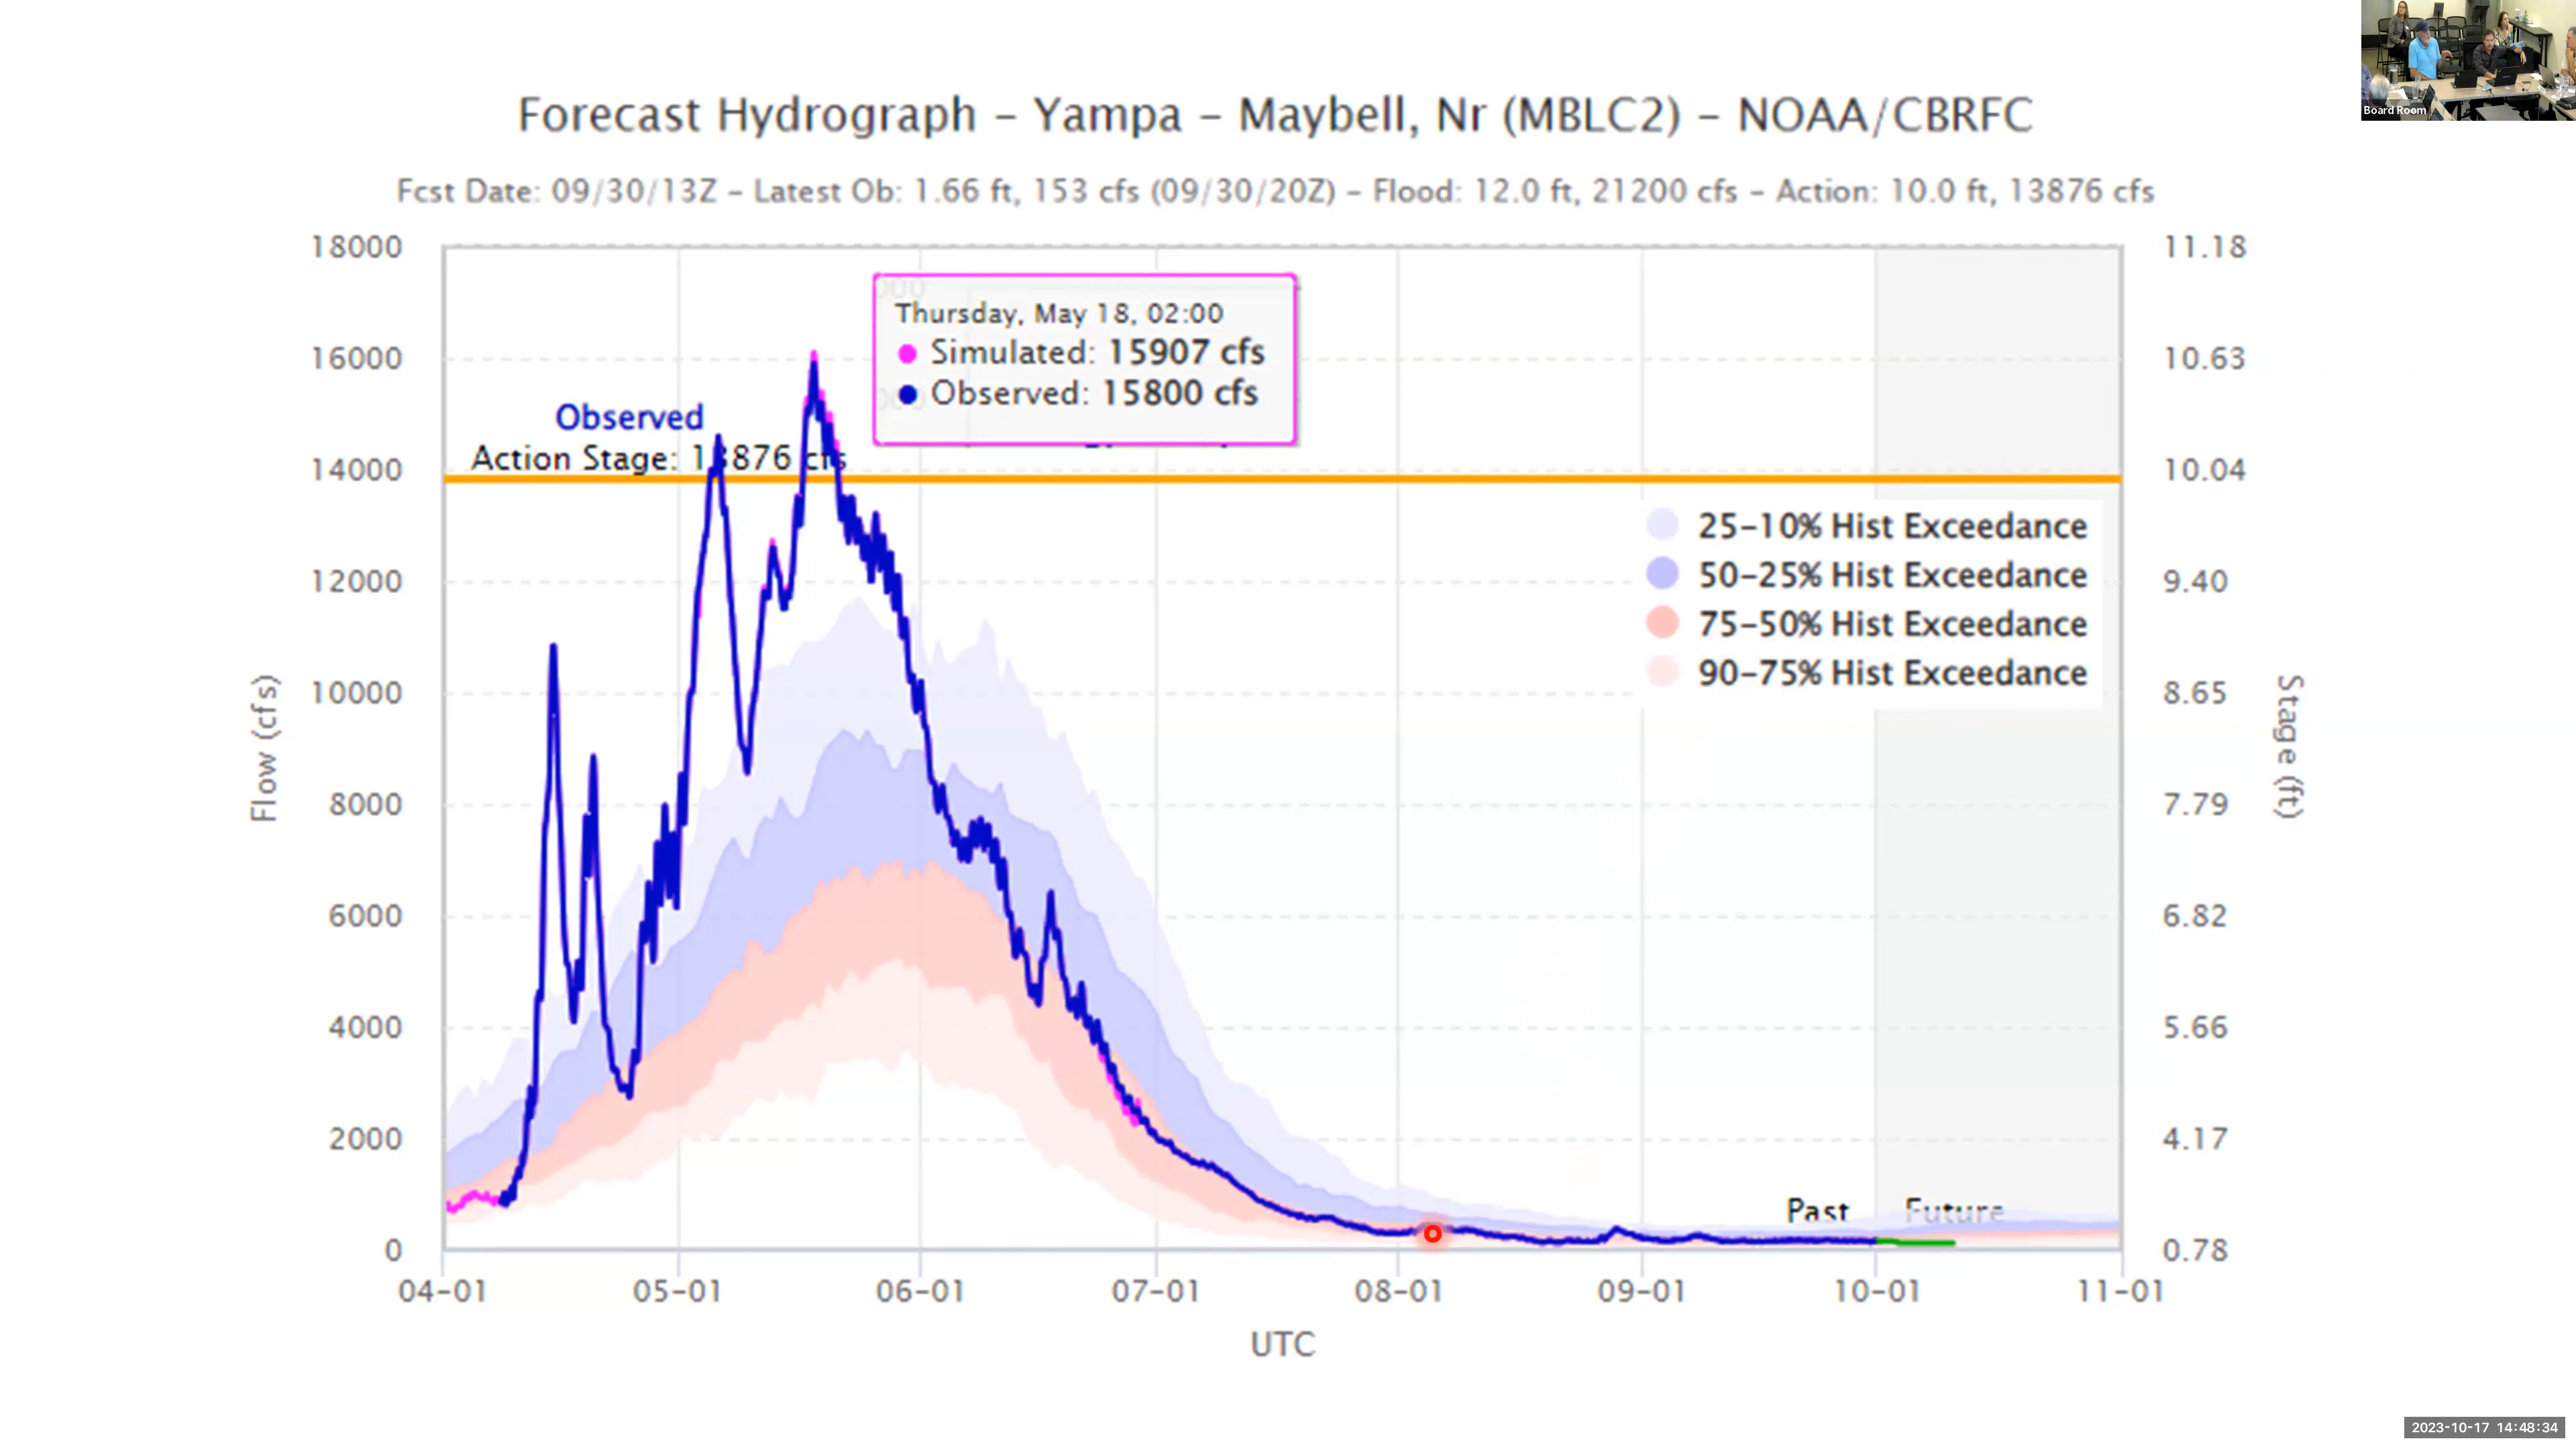 Board Room
Forecast Hydrograph – Yampa – Maybell, Nr (MBLC2) – NOAA/CBRFC
Fcst Date: 09/30/13Z – Latest Ob: 1.66 ft, 153 cfs (09/30/20Z) – Flood: 12.0 ft, 21200 cfs – Action: 10.0 ft, 13876 cfs
18000
16000
14000
12000
10000
8000
6000
4000
2000
0
Flow (cfs)
Observed
Action Stage: 13876 cfs
Thursday, May 18, 02:00
Simulated: 15907 cfs
Observed: 15800 cfs
25–10% Hist Exceedance
50–25% Hist Exceedance
75–50% Hist Exceedance
90–75% Hist Exceedance
Past
Future
11.18
10.63
10.04
9.40
8.65
7.79
6.82
5.66
4.17
0.78
Stage (ft)
04–01 05–01 06–01 07–01 08–01 09–01 10–01 11–01
UTC
2023-10-17 14:48:34